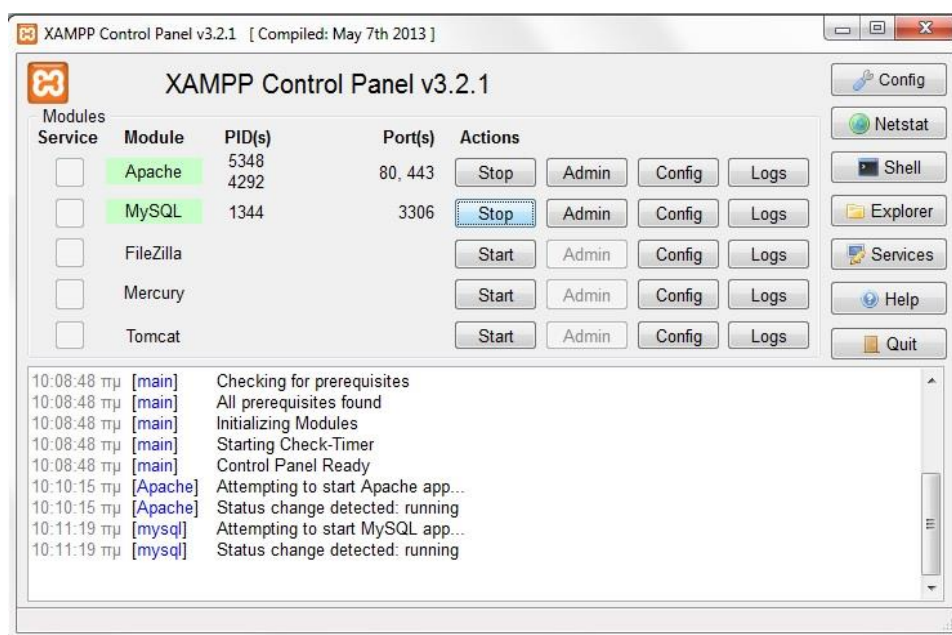 XAMPP Control Panel v3.2.1 [ Compiled: May 7th 2013 ]
XAMPP Control Panel v3.2.1
Config
Modules
Service Module PID(s) Port(s) Actions
Netstat
Apache 5348 4292 80, 443 Stop Admin Config Logs
Shell
MySQL 1344 3306 Stop Admin Config Logs
Explorer
FileZilla Start Admin Config Logs
Services
Mercury Start Admin Config Logs
Help
Tomcat Start Admin Config Logs
Quit
10:08:48 πμ [main] Checking for prerequisites
10:08:48 πμ [main] All prerequisites found
10:08:48 πμ [main] Initializing Modules
10:08:48 πμ [main] Starting Check-Timer
10:08:48 πμ [main] Control Panel Ready
10:10:15 πμ [Apache] Attempting to start Apache app...
10:10:15 πμ [Apache] Status change detected: running
10:11:19 πμ [mysql] Attempting to start MySQL app...
10:11:19 πμ [mysql] Status change detected: running